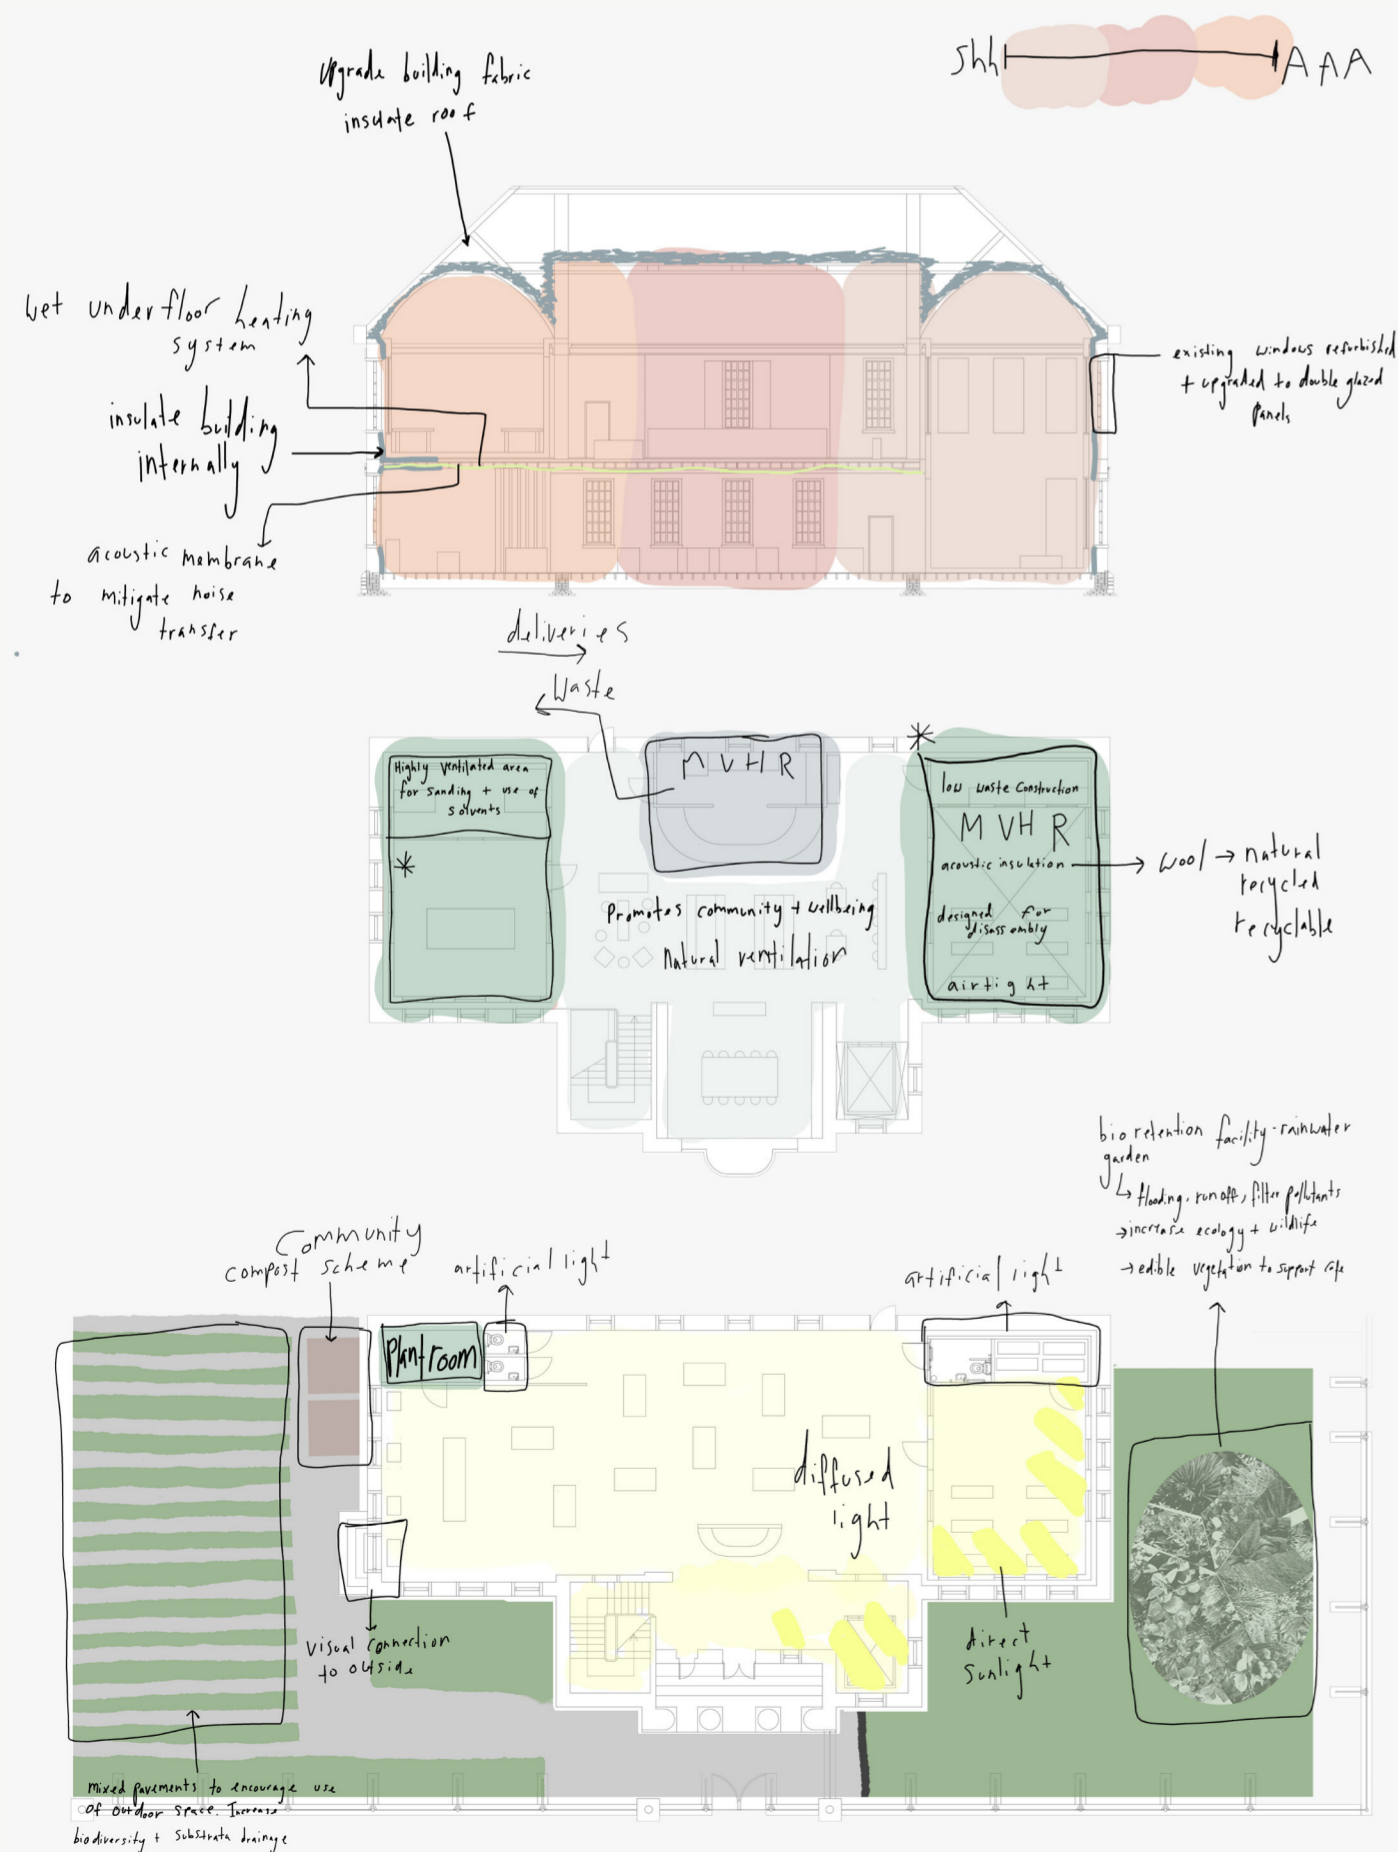 Shh
AAA
upgrade building fabric
insulate roof
wet underfloor heating
system
insulate building
internally
acoustic membrane
to mitigate noise
transfer
existing windows refurbished
+ upgraded to double glazed
panels
deliveries
Waste
Highly ventilated area
for sanding + use of
solvents
MVHR
low waste construction
MVHR
acoustic insulation
designed for
disassembly
airtight
wool → natural
recycled
recyclable
promotes community + wellbeing
natural ventilation
bioretention facility - rainwater
garden
↳ flooding, runoff, filter pollutants
→ increase ecology + wildlife
→ edible vegetation to support cafe
Community
compost scheme
artificial light
artificial light
Plantroom
diffused
light
visual connection
to outside
direct
sunlight
mixed pavements to encourage use
of outdoor space. Increase
biodiversity + substrata drainage